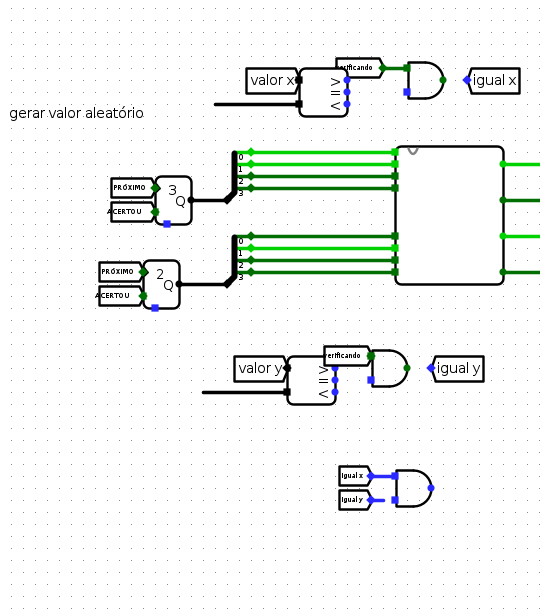 verificando
valor x
igual x
> = <
gerar valor aleatório
0
1
2
3
PRÓXIMO
3
Q
ACERTOU
0
1
2
3
PRÓXIMO
2
Q
ACERTOU
verificando
valor y
igual y
> = <
igual x
igual y